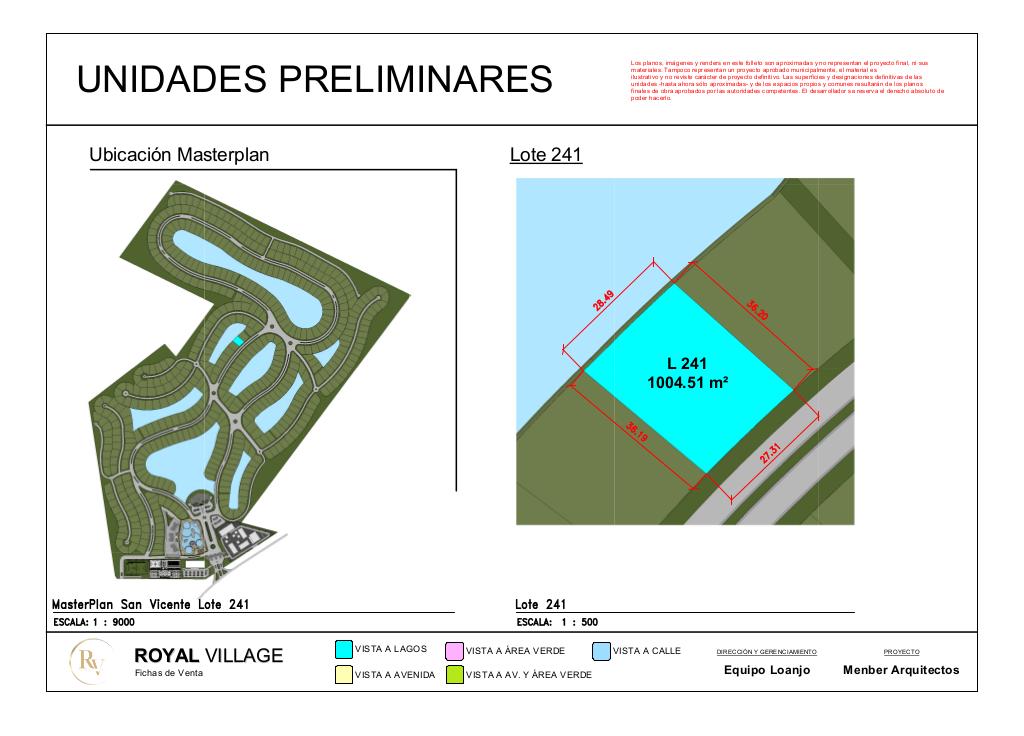 UNIDADES PRELIMINARES
Los planos, imágenes y renders en este folleto son aproximadas y no representan el proyecto final, ni sus
materiales. Tampoco representan un proyecto aprobado municipalmente, el material es
ilustrativo y no reviste carácter de proyecto definitivo. Las superficies y designaciones definitivas de las
unidades -hasta ahora sólo aproximadas- y de los espacios propios y comunes resultarán de los planos
finales de obra aprobados por las autoridades competentes. El desarrollador se reserva el derecho absoluto de
poder hacerlo.
Ubicación Masterplan
Lote 241
28.49
36.20
L 241
1004.51 m²
36.19
27.31
MasterPlan San Vicente Lote 241
ESCALA: 1 : 9000
Lote 241
ESCALA: 1 : 500
RV
ROYAL VILLAGE
Fichas de Venta
VISTA A LAGOS
VISTA A ÁREA VERDE
VISTA A CALLE
VISTA A AVENIDA
VISTA A AV. Y ÁREA VERDE
DIRECCIÓN Y GERENCIAMIENTO
Equipo Loanjo
PROYECTO
Menber Arquitectos